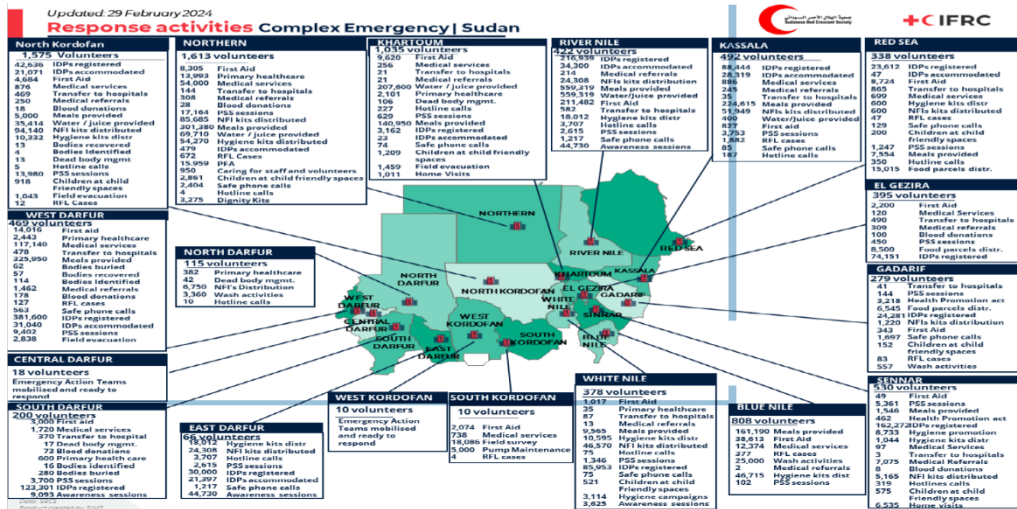 Updated: 29 February 2024
Response activities Complex Emergency | Sudan
جمعية الهلال الأحمر السوداني
Sudanese Red Crescent Society
IFRC
North Kordofan
1,575 Volunteers
42,636 IDPs registered
21,071 IDPs accommodated
4,684 First Aid
876 Medical services
469 Transfer to hospitals
250 Medical referrals
18 Blood donations
5,000 Meals provided
35,414 Water / Juice provided
94,140 NFI kits distributed
10,332 Hygiene kits distrib
13 Bodies recovered
4 Bodies Identified
13 Dead body mgmt
5 Hotline calls
13,980 PSS sessions
918 Children at child
Friendly spaces
1,043 Field evacuation
12 RFL Cases
NORTHERN
1,613 volunteers
8,305 First Aid
13,993 Primary healthcare
54,000 Medical services
144 Transfer to hospitals
308 Medical referrals
28 Blood donations
17,164 PSS sessions
85,685 NFI kits distributed
301,380 Meals provided
69,710 Water / juice provided
54,270 Hygiene kits distributed
479 IDPs accommodated
672 RFL Cases
15.959 PFA
950 Caring for staff and volunteers
2,861 Children at child friendly spaces
2,404 Safe phone calls
4 Hotline calls
3,275 Dignity Kits
KHARTOUM
1,035 volunteers
9,620 First Aid
256 Medical services
21 Transfer to hospitals
21 Medical referrals
207,600 Water / Juice provided
2,101 Primary healthcare
106 Dead body mgmt.
227 Hotline calls
629 PSS sessions
140,950 Meals provided
3,162 IDPs registered
23 IDPs accommodated
74 Safe phone calls
1,209 Children at child friendly
spaces
1,459 Field evacuation
1,011 Home Visits
RIVER NILE
422 volunteers
216,939 IDPs registered
34,300 IDPs accommodated
214 Medical referrals
24,308 NFIs kits distribution
559,319 Meals provided
559,319 Water/Juice provided
211,482 First Aid
582 Transfer to hospitals
18,012 Hygiene kits distr
3,707 Hotline calls
2,615 PSS sessions
1,217 Safe phone calls
44,730 Awareness sessions
KASSALA
492 volunteers
88,444 IDPs registered
28,319 IDPs accommodated
886 Medical services
245 Medical referrals
35 Transfer to hospitals
224,615 Meals provided
51,949 NFIs kits distributed
400 Water/Juice provided
837 First aid
3,753 PSS sessions
1,882 RFL cases
85 Safe phone calls
187 Hotline calls
RED SEA
338 volunteers
23,612 IDPs registered
47 IDPs accommodated
8,724 First Aid
865 Transfer to hospitals
699 Medical services
600 Hygiene kits distr
600 NFIs kits distributed
47 RFL cases
129 Safe phone calls
200 Children at child
friendly spaces
1,247 PSS sessions
7,554 Meals provided
350 Hotline calls
15,015 Food parcels distr.
EL GEZIRA
395 volunteers
2,200 First Aid
120 Medical Services
490 Transfer to hospitals
309 Medical referrals
100 Blood donations
450 PSS sessions
8,500 Food parcels distr.
74,151 IDPs registered
GADARIF
279 volunteers
41 Transfer to hospitals
144 PSS sessions
3,218 Health Promotion act
6,545 Food parcels distr.
24,281 IDPs registered
1,220 NFIs kits distribution
343 First Aid
1,697 Safe phone calls
152 Children at child
friendly spaces
83 RFL cases
557 Wash activities
WEST DARFUR
469 volunteers
14,016 First aid
2,443 Primary healthcare
117,140 Medical services
478 Transfer to hospitals
325,950 Meals provided
62 Bodies buried
57 Bodies recovered
114 Bodies Identified
1,462 Medical referrals
178 Blood donations
127 RFL cases
563 Safe phone calls
381,600 IDPs registered
31,040 IDPs accommodated
9,402 PSS sessions
2,838 Field evacuation
NORTH DARFUR
115 volunteers
382 Primary healthcare
42 Dead body mgmt.
6,750 NFI's Distribution
3,360 Wash activities
10 Hotline calls
NORTHERN
RED SEA
RIVER NILE
NORTH
DARFUR
KHARTOUM
KASSALA
NORTH KORDOFAN
EL GEZIRA
WHITE
NILE
GADARIF
SINNAR
WEST
DARFUR
CENTRAL
DARFUR
SOUTH
DARFUR
EAST
DARFUR
WEST
KORDOFAN
SOUTH
KORDOFAN
BLUE
NILE
CENTRAL DARFUR
18 volunteers
Emergency Action Teams
mobilised and ready to
respond
SOUTH DARFUR
200 volunteers
3,000 First aid
1,720 Medical services
370 Transfer to hospital
17 Dead body mgmt.
72 Blood donations
600 Primary health care
16 Bodies identified
280 Bodies buried
3,700 PSS sessions
123,301 IDPs registered
9,093 Awareness sessions
EAST DARFUR
66 volunteers
18,012 Hygiene kits distr
24,308 NFI kits distributed
3,707 Hotline calls
2,615 PSS sessions
30,000 IDPs registered
21,397 IDPs accommodated
1,217 Safe phone calls
44,730 Awareness sessions
WEST KORDOFAN
10 volunteers
Emergency Action
Teams mobilised
and ready to
respond
SOUTH KORDOFAN
10 volunteers
2,074 First aid
738 Medical services
18,086 Field survey
5,000 Pump Maintenance
4 RFL cases
WHITE NILE
378 volunteers
1,017 First Aid
35 Primary healthcare
87 Transfer to hospitals
13 Medical referrals
9,565 Meals provided
10,595 Hygiene kits distr
46,570 NFI kits distributed
75 Hotline calls
1,346 PSS sessions
85,953 IDPs registered
75 Safe phone calls
521 Children at child
Friendly spaces
3,114 Hygiene campaigns
3,625 Awareness sessions
BLUE NILE
808 volunteers
161,190 Meals provided
38,613 First Aid
12,374 Medical services
377 RFL cases
25,000 Wash activities
2 Medical referrals
46,715 Hygiene kits distr
102 PSS sessions
SENNAR
530 volunteers
49 First Aid
5,361 PSS sessions
1,546 Meals provided
462 Health Promotion act
162,272 IDPs registered
8,733 Hygiene promotion
1,044 Hygiene kits distr
97 Medical Services
3 Transfer to hospitals
7,075 Medical Referrals
8 Blood donations
5,165 NFI kits distribution
319 Hotlines calls
575 Children at child
Friendly spaces
6,535 Home visits